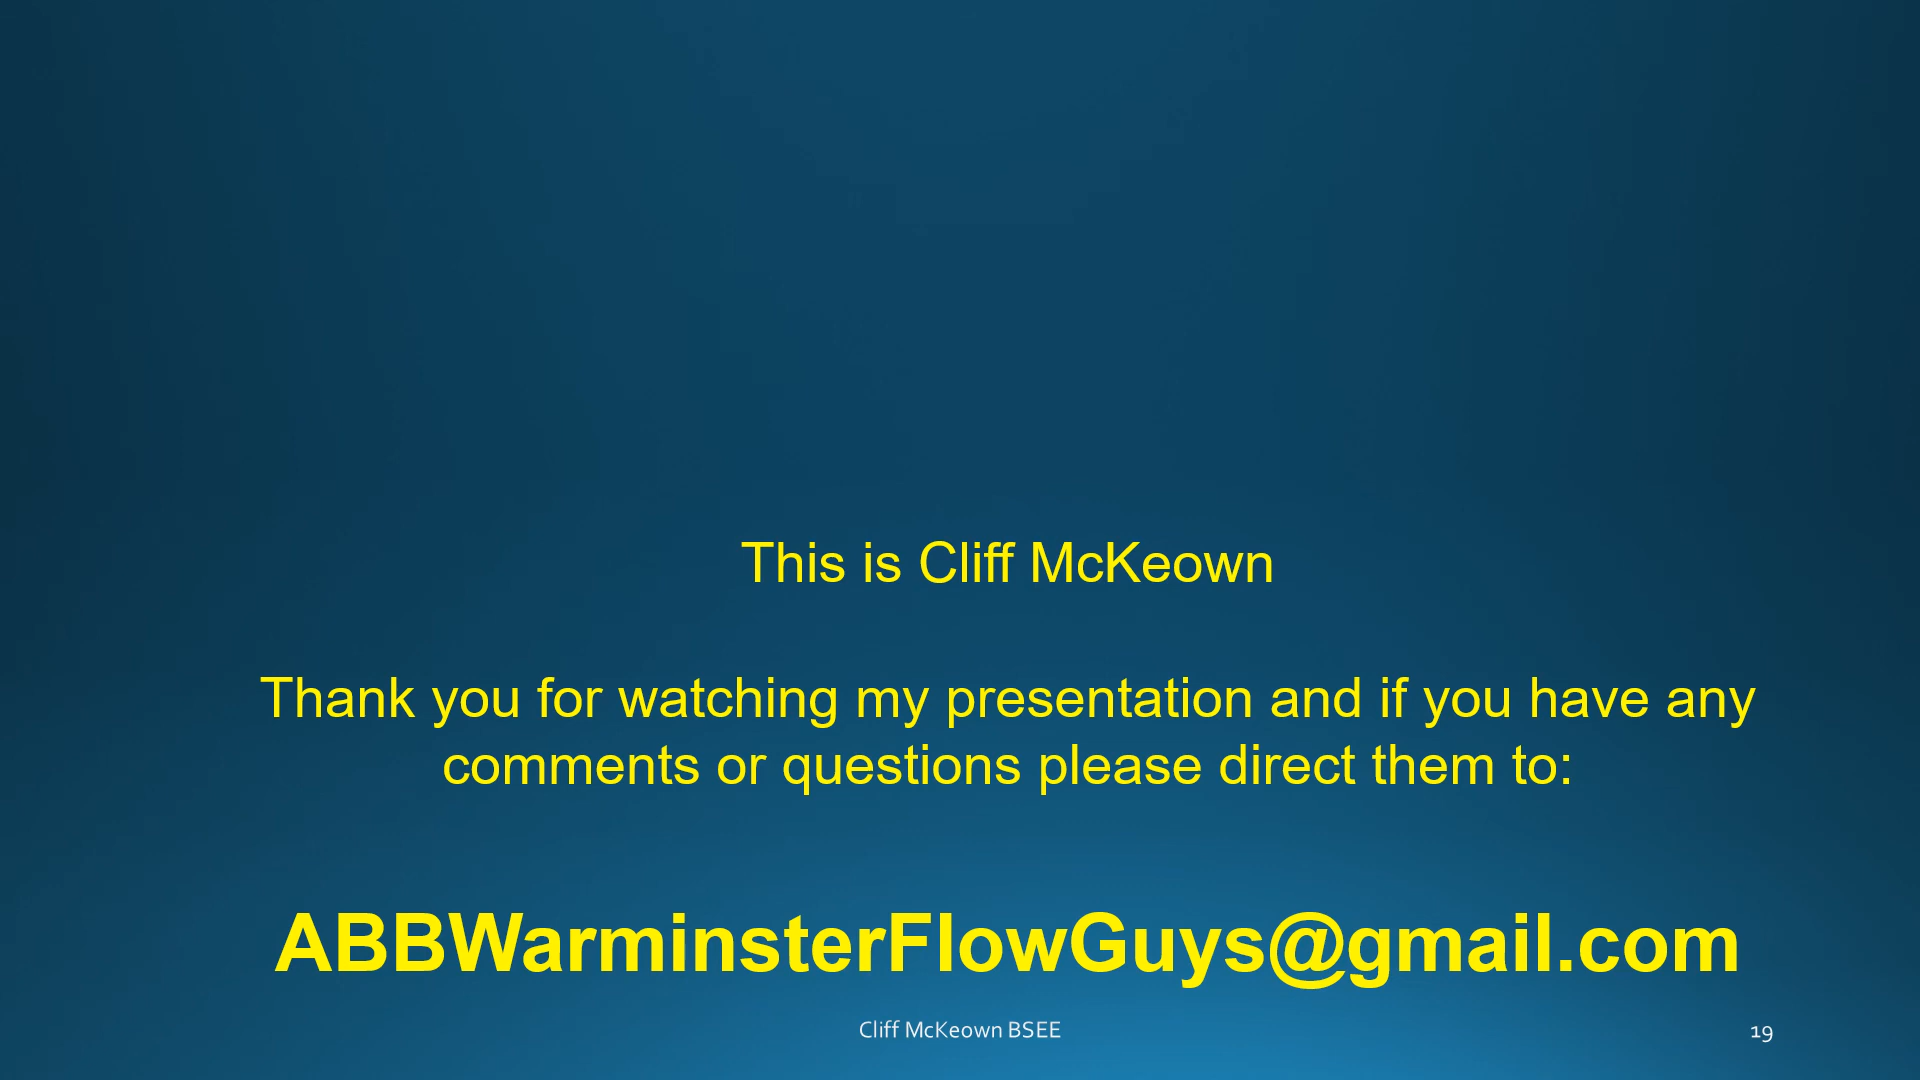 This is Cliff McKeown
Thank you for watching my presentation and if you have any
comments or questions please direct them to:
ABBWarminsterFlowGuys@gmail.com
Cliff McKeown BSEE
19